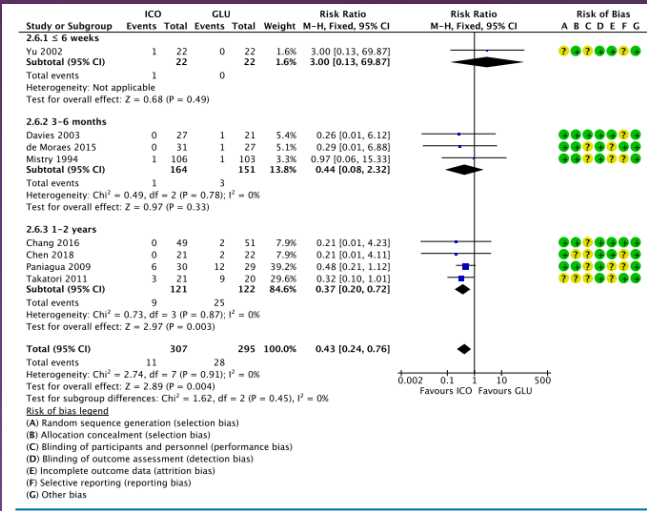 ICO GLU Risk Ratio Risk Ratio Risk of Bias
Study or Subgroup Events Total Events Total Weight M-H, Fixed, 95% CI M-H, Fixed, 95% CI A B C D E F G
2.6.1 ≤ 6 weeks
Yu 2002 1 22 0 22 1.6% 3.00 [0.13, 69.87]
Subtotal (95% CI) 22 22 1.6% 3.00 [0.13, 69.87]
Total events 1 0
Heterogeneity: Not applicable
Test for overall effect: Z = 0.68 (P = 0.49)
2.6.2 3-6 months
Davies 2003 0 27 1 21 5.4% 0.26 [0.01, 6.12]
de Moraes 2015 0 31 1 27 5.0% 0.29 [0.01, 6.88]
Mistry 1994 1 106 1 103 3.3% 0.97 [0.06, 15.33]
Subtotal (95% CI) 164 151 13.8% 0.44 [0.08, 2.32]
Total events 1 3
Heterogeneity: Chi² = 0.49, df = 2 (P = 0.78); I² = 0%
Test for overall effect: Z = 0.97 (P = 0.33)
2.6.3 1-2 years
Chang 2016 0 49 2 51 7.9% 0.21 [0.01, 4.23]
Chen 2018 0 21 2 22 7.9% 0.21 [0.01, 4.11]
Paniagua 2009 6 30 12 29 39.2% 0.48 [0.21, 1.12]
Takatori 2011 3 21 9 20 29.6% 0.32 [0.10, 1.01]
Subtotal (95% CI) 121 122 84.6% 0.37 [0.20, 0.72]
Total events 9 25
Heterogeneity: Chi² = 0.73, df = 3 (P = 0.87); I² = 0%
Test for overall effect: Z = 2.97 (P = 0.003)
Total (95% CI) 307 295 100.0% 0.43 [0.24, 0.76]
Total events 11 28
Heterogeneity: Chi² = 2.74, df = 7 (P = 0.91); I² = 0%
Test for overall effect: Z = 2.89 (P = 0.004)
Test for subgroup differences: Chi² = 1.62, df = 2 (P = 0.45), I² = 0%
0.002 0.1 1 10 500
Favours ICO Favours GLU
Risk of bias legend
(A) Random sequence generation (selection bias)
(B) Allocation concealment (selection bias)
(C) Blinding of participants and personnel (performance bias)
(D) Blinding of outcome assessment (detection bias)
(E) Incomplete outcome data (attrition bias)
(F) Selective reporting (reporting bias)
(G) Other bias